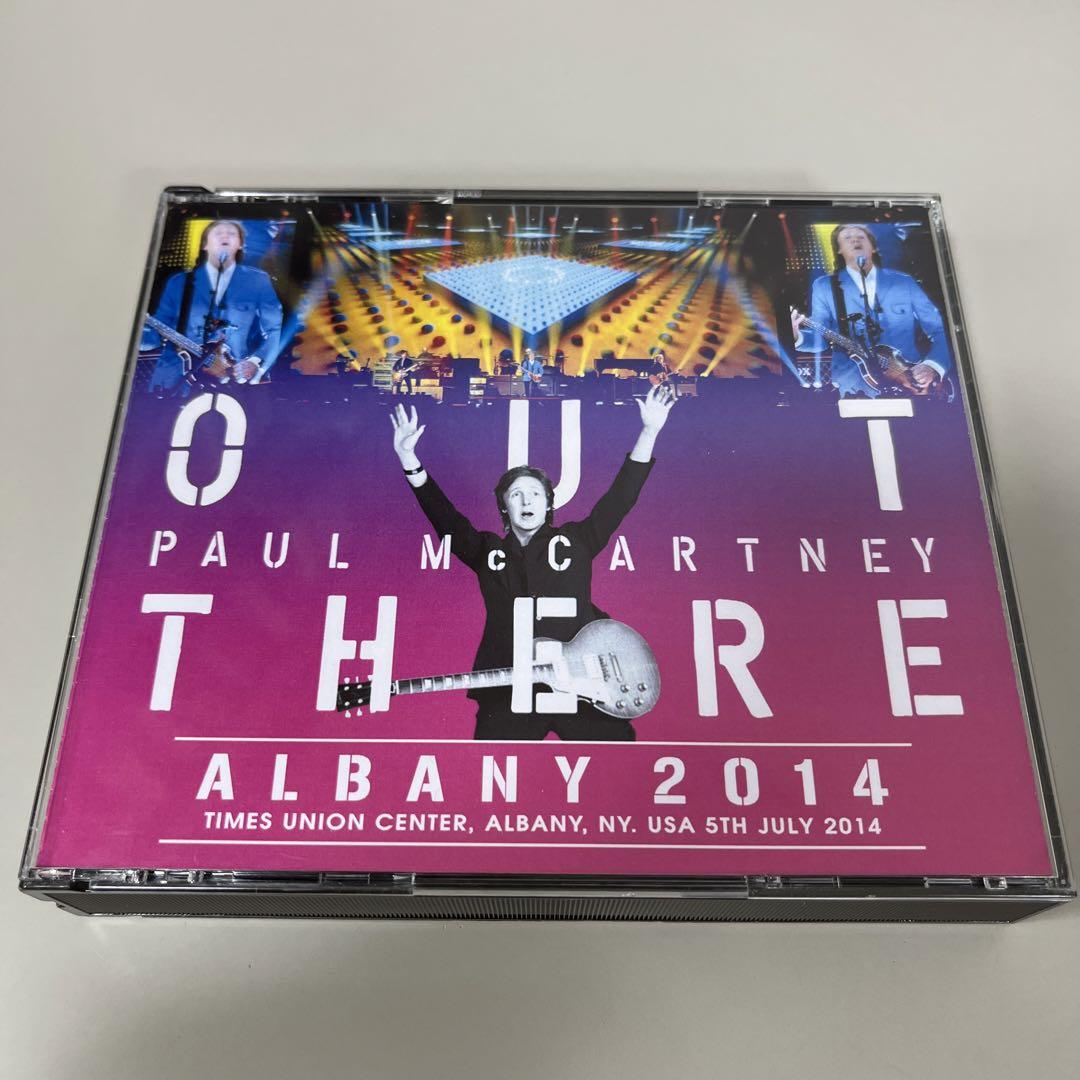 OUT
PAUL McCARTNEY
THERE
ALBANY 2014
TIMES UNION CENTER, ALBANY, NY. USA 5TH JULY 2014